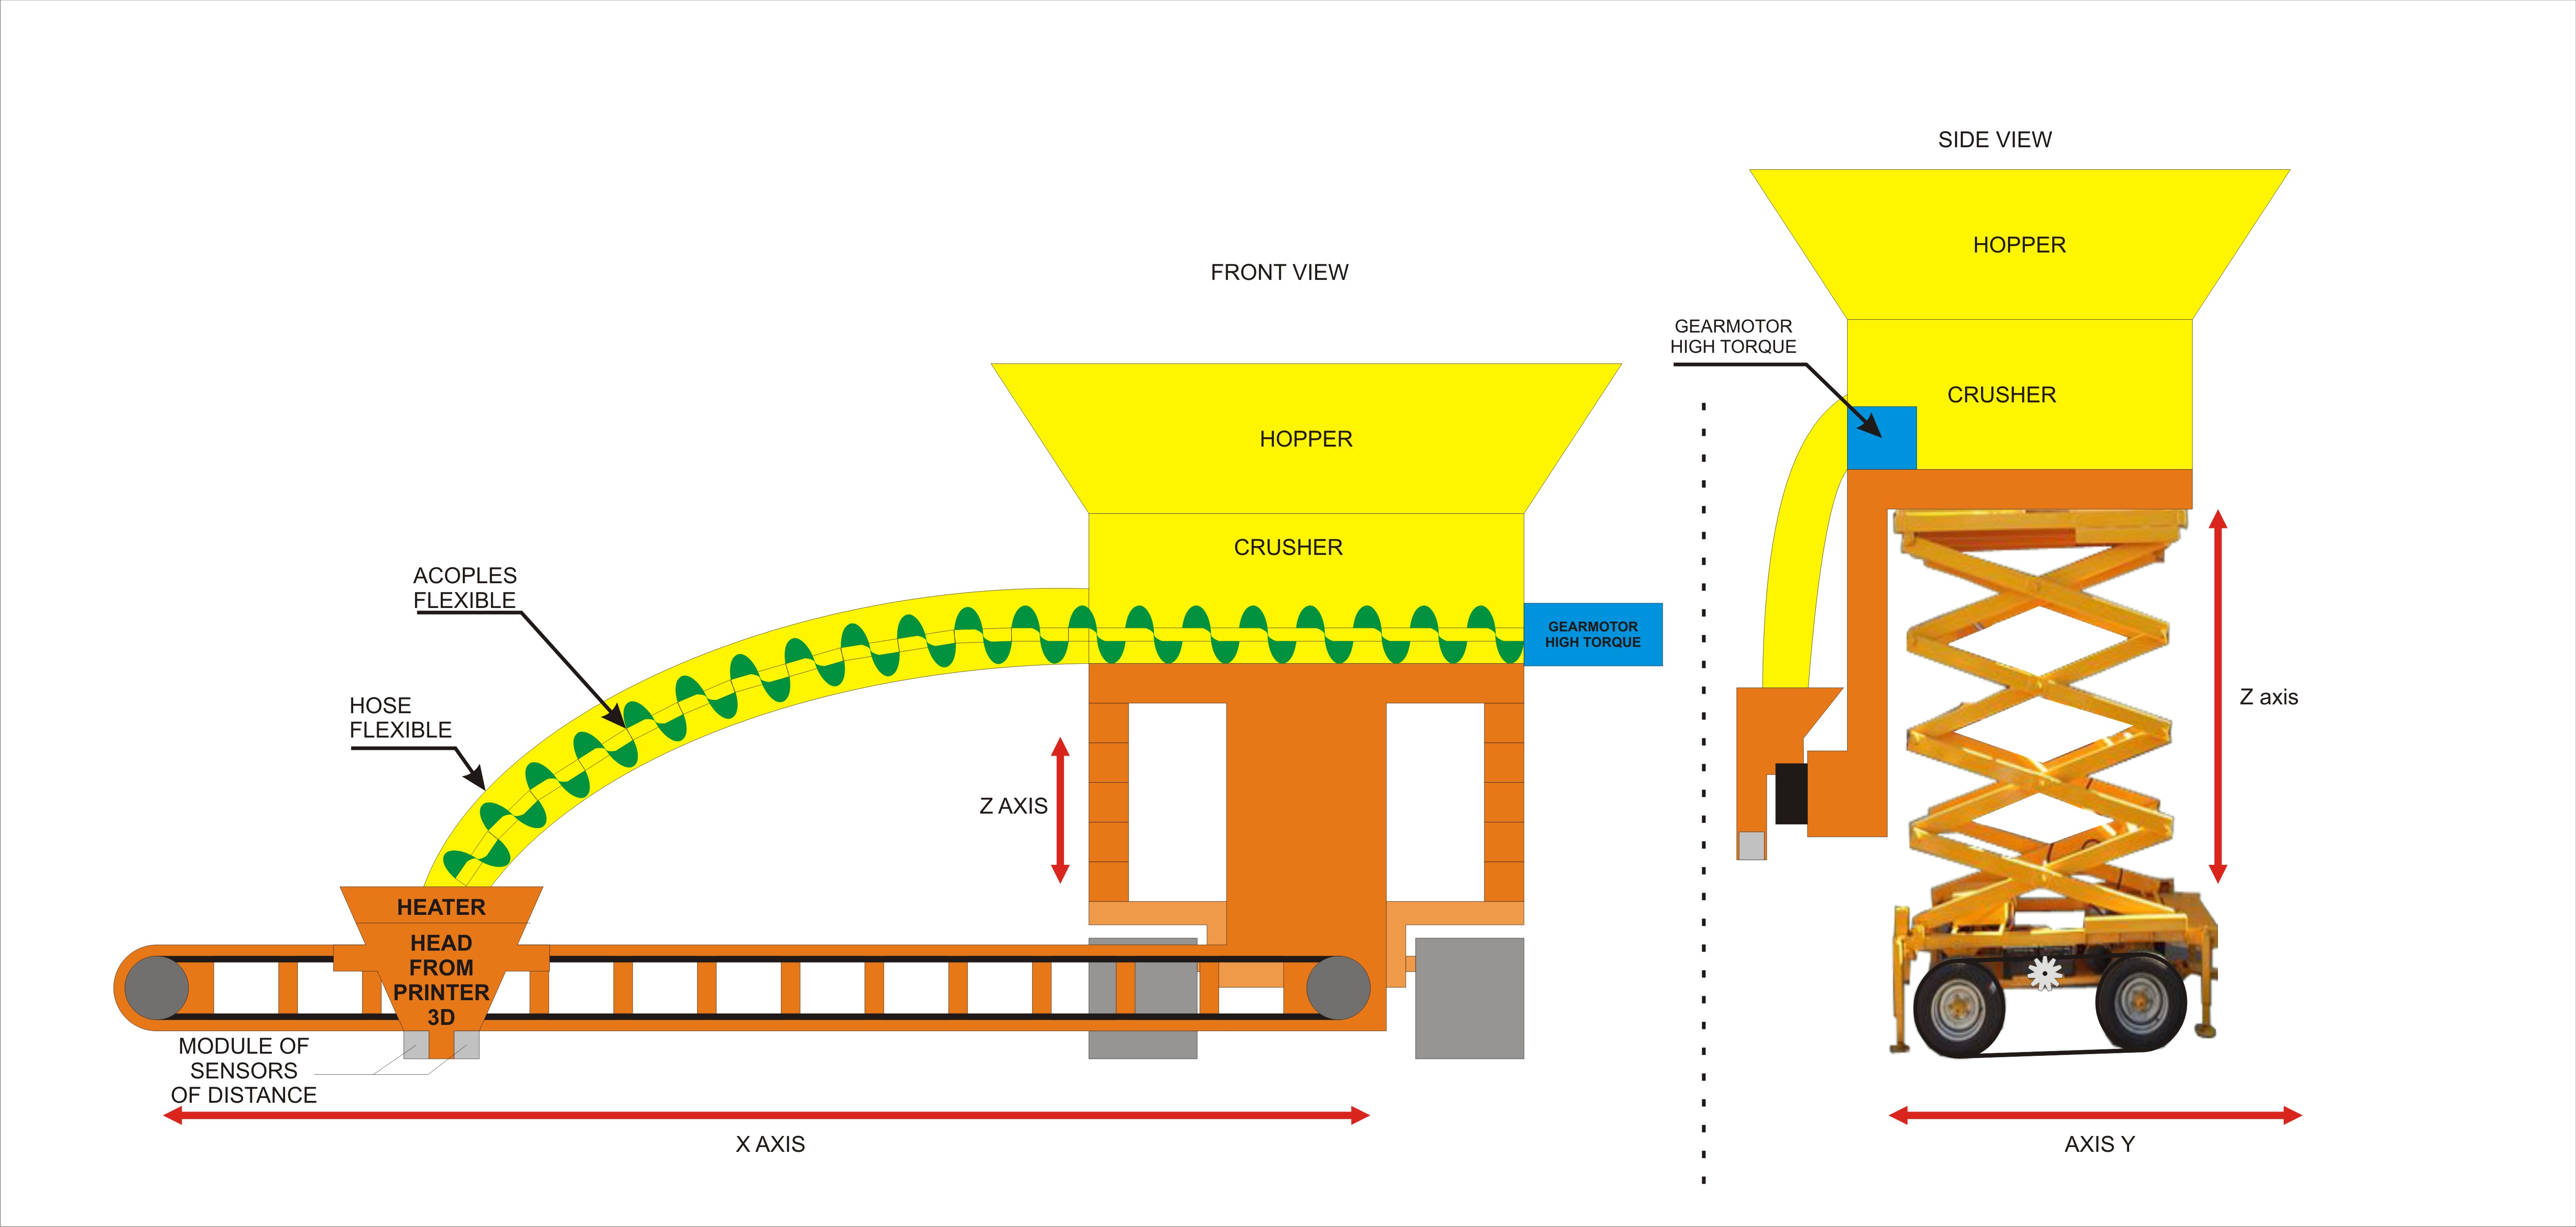 SIDE VIEW
HOPPER
GEARMOTOR
HIGH TORQUE
CRUSHER
Z axis
AXIS Y
FRONT VIEW
HOPPER
CRUSHER
GEARMOTOR
HIGH TORQUE
ACOPLES
FLEXIBLE
HOSE
FLEXIBLE
Z AXIS
HEATER
HEAD
FROM
PRINTER
3D
MODULE OF
SENSORS
OF DISTANCE
X AXIS